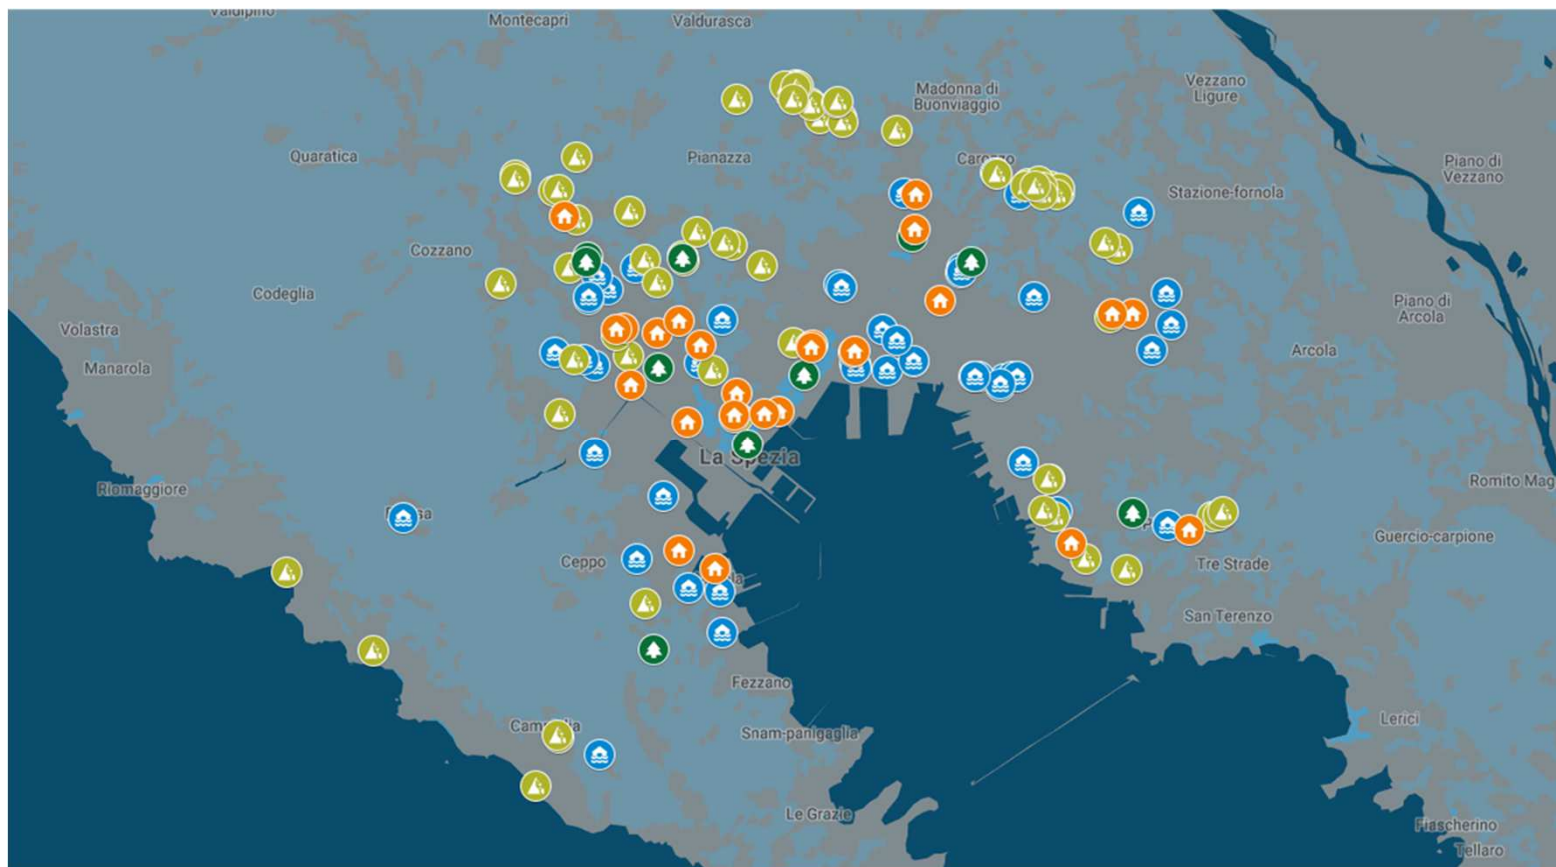 Valdipino
Montecapri
Valdurasca
Vezzano
Ligure
Madonna di
Buonviaggio
Quaratica
Pianazza
Carozzo
Piano di
Vezzano
Stazione-fornola
Cozzano
Codeglia
Piano di
Arcola
Volastra
Manarola
Arcola
La Spezia
Riomaggiore
Romito Mag
Guercio-carpione
Ceppo
Tre Strade
San Terenzo
Fezzano
Lerici
Snam-panigaglia
Le Grazie
Fiascherino
Tellaro